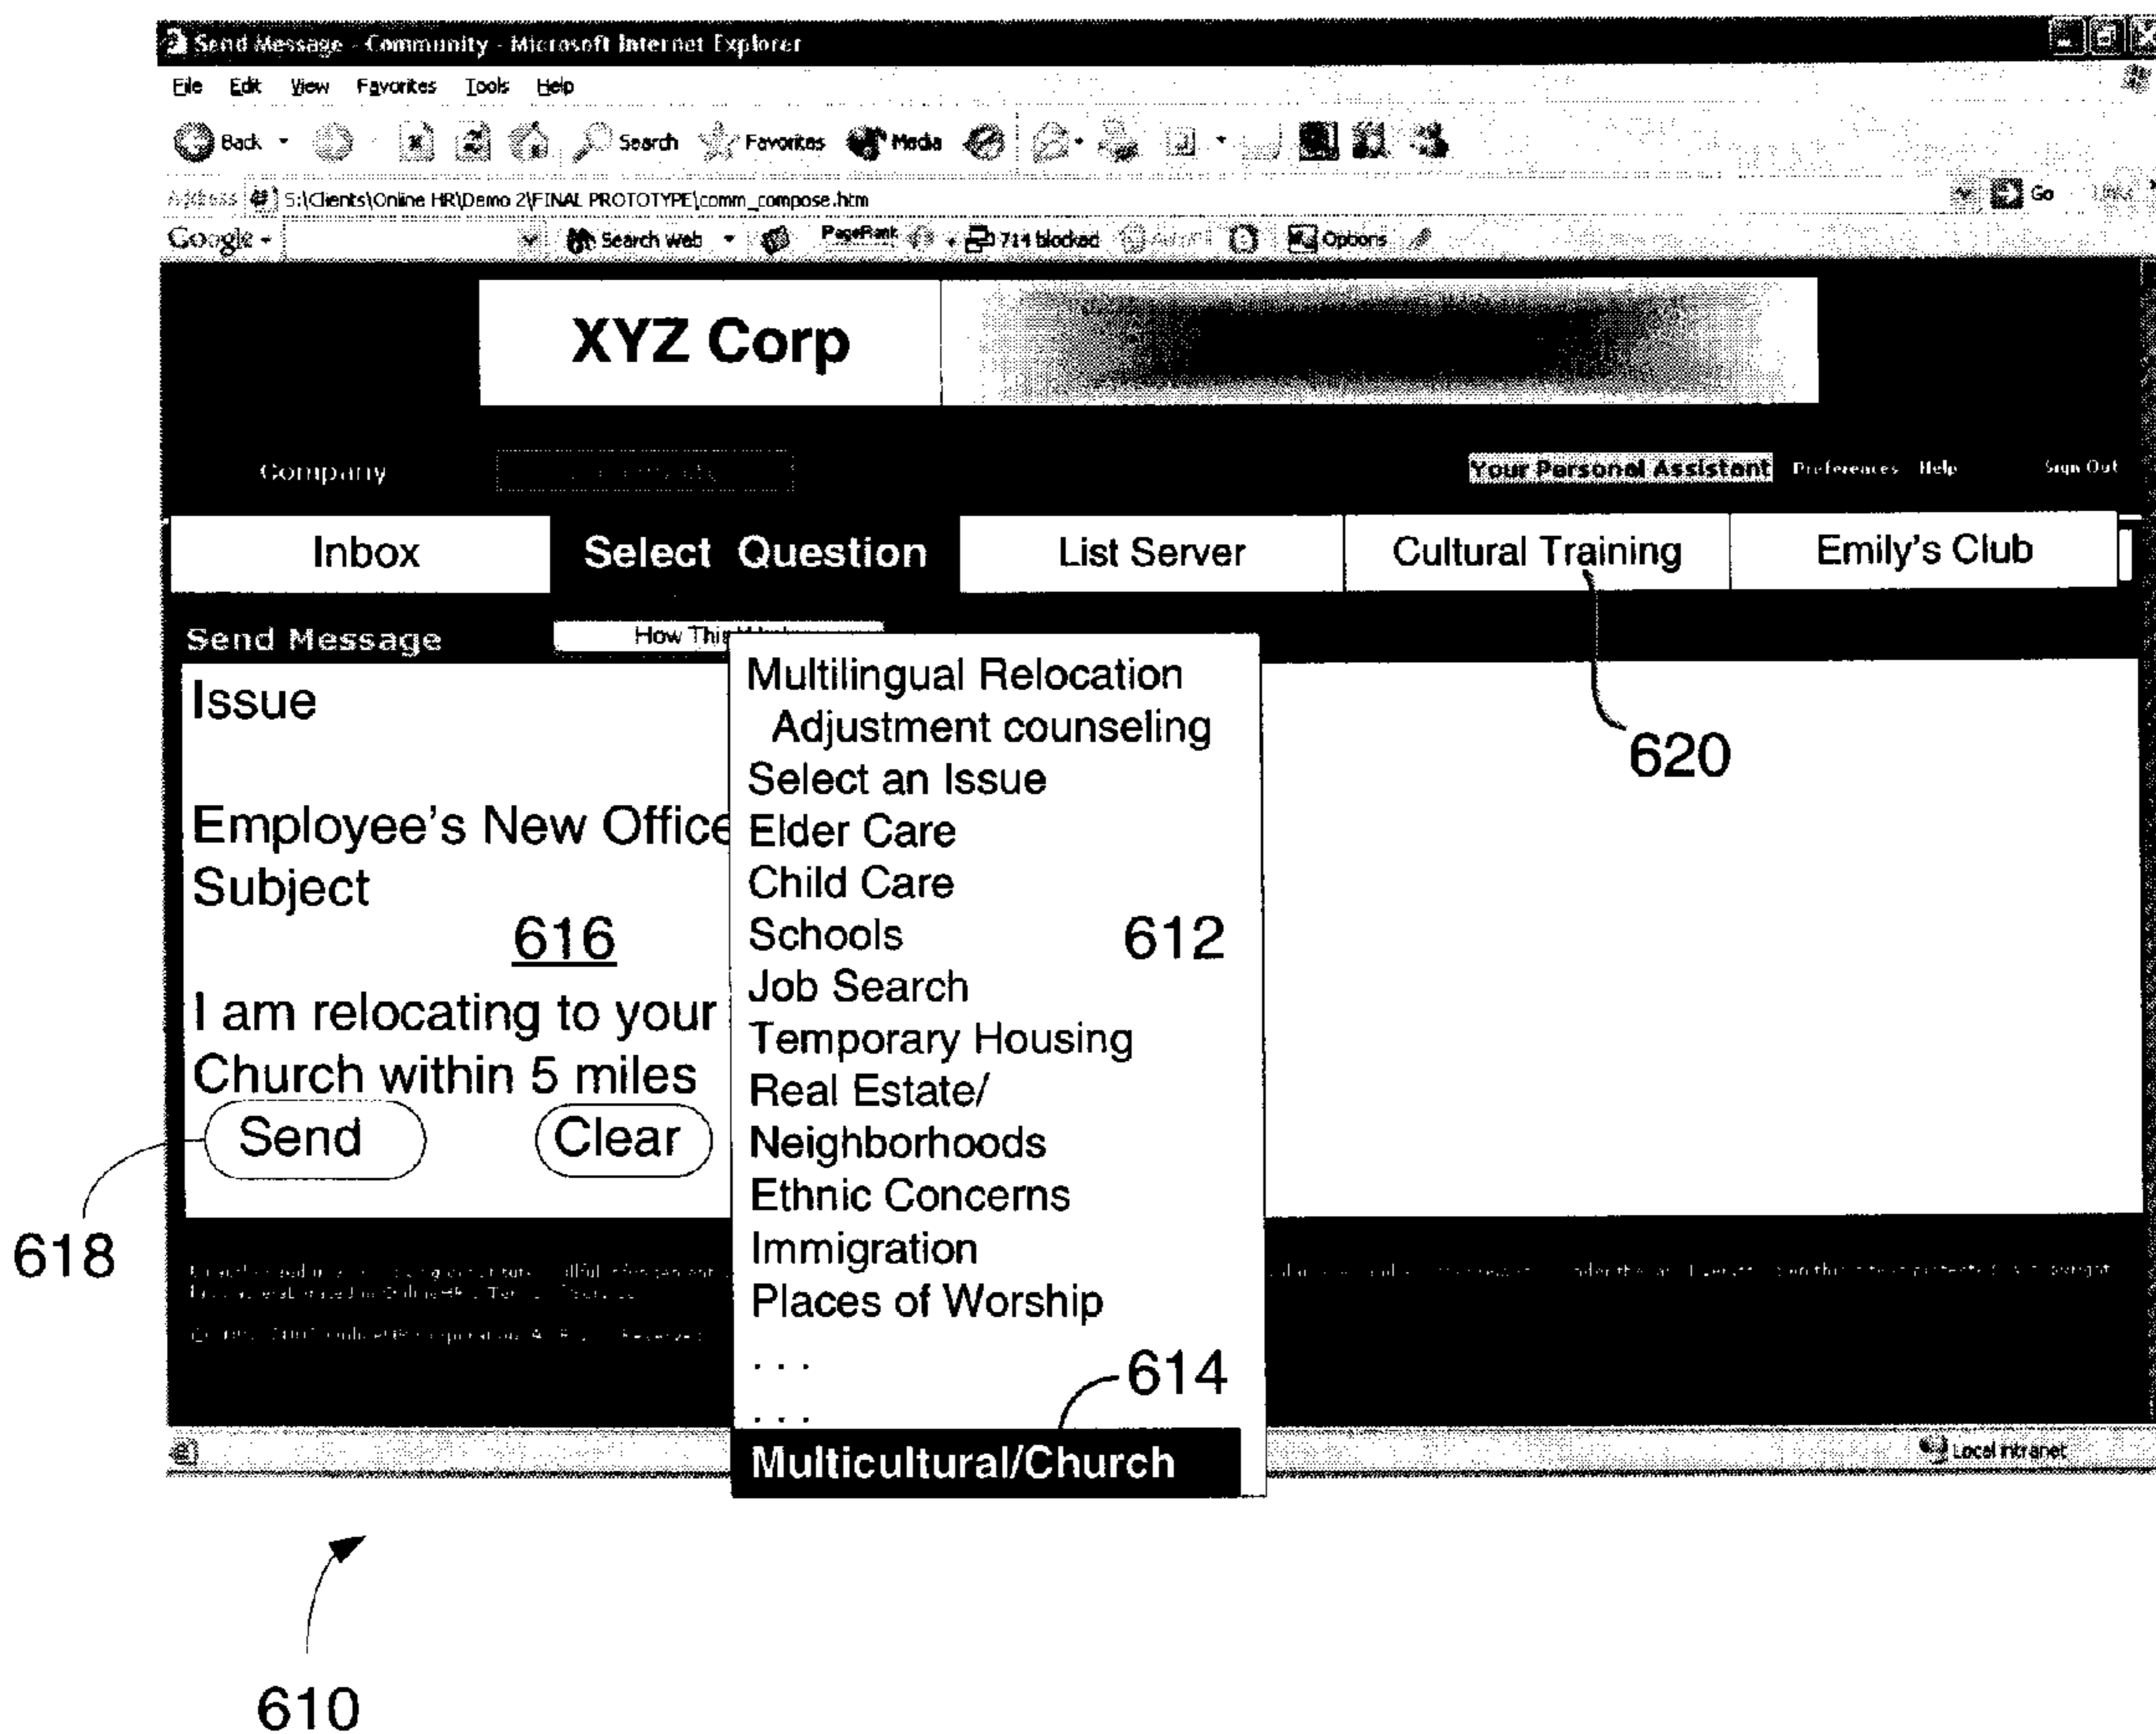 Send Message - Community - Microsoft Internet Explorer
File Edit View Favorites Tools Help
Back Search Favorites Media
Address S:\Clients\Online HR\Demo 2\FINAL PROTOTYPE\comm_compose.htm Go Links
Google Search Web PageRank 714 blocked Options
XYZ Corp
Company Your Personal Assistant Preferences Help Sign Out
Inbox Select Question List Server Cultural Training Emily's Club
Send Message How This
Multilingual Relocation
Issue
Adjustment counseling
620
Select an Issue
Employee's New Office
Elder Care
Subject
Child Care
616
Schools 612
Job Search
I am relocating to your
Temporary Housing
Church within 5 miles
Real Estate/
Send Clear
Neighborhoods
Ethnic Concerns
618
Immigration
Places of Worship
. . .
614
. . .
Multicultural/Church
Local intranet
610